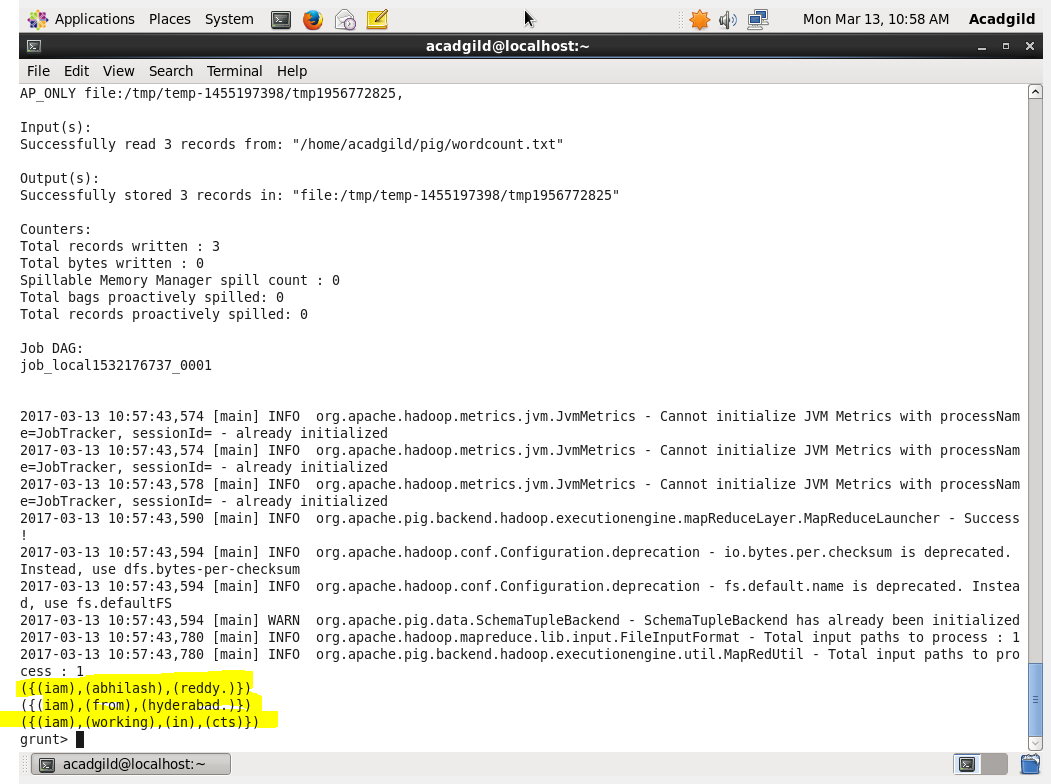 Applications Places System Mon Mar 13, 10:58 AM Acadgild
acadgild@localhost:~
File Edit View Search Terminal Help
AP_ONLY file:/tmp/temp-1455197398/tmp1956772825,
Input(s):
Successfully read 3 records from: "/home/acadgild/pig/wordcount.txt"
Output(s):
Successfully stored 3 records in: "file:/tmp/temp-1455197398/tmp1956772825"
Counters:
Total records written : 3
Total bytes written : 0
Spillable Memory Manager spill count : 0
Total bags proactively spilled: 0
Total records proactively spilled: 0
Job DAG:
job_local1532176737_0001
2017-03-13 10:57:43,574 [main] INFO  org.apache.hadoop.metrics.jvm.JvmMetrics - Cannot initialize JVM Metrics with processNam
e=JobTracker, sessionId= - already initialized
2017-03-13 10:57:43,574 [main] INFO  org.apache.hadoop.metrics.jvm.JvmMetrics - Cannot initialize JVM Metrics with processNam
e=JobTracker, sessionId= - already initialized
2017-03-13 10:57:43,578 [main] INFO  org.apache.hadoop.metrics.jvm.JvmMetrics - Cannot initialize JVM Metrics with processNam
e=JobTracker, sessionId= - already initialized
2017-03-13 10:57:43,590 [main] INFO  org.apache.pig.backend.hadoop.executionengine.mapReduceLayer.MapReduceLauncher - Success
!
2017-03-13 10:57:43,594 [main] INFO  org.apache.hadoop.conf.Configuration.deprecation - io.bytes.per.checksum is deprecated.
Instead, use dfs.bytes-per-checksum
2017-03-13 10:57:43,594 [main] INFO  org.apache.hadoop.conf.Configuration.deprecation - fs.default.name is deprecated. Instea
d, use fs.defaultFS
2017-03-13 10:57:43,594 [main] WARN  org.apache.pig.data.SchemaTupleBackend - SchemaTupleBackend has already been initialized
2017-03-13 10:57:43,780 [main] INFO  org.apache.hadoop.mapreduce.lib.input.FileInputFormat - Total input paths to process : 1
2017-03-13 10:57:43,780 [main] INFO  org.apache.pig.backend.hadoop.executionengine.util.MapRedUtil - Total input paths to pro
cess : 1
({(iam),(abhilash),(reddy.)})
({(iam),(from),(hyderabad.)})
({(iam),(working),(in),(cts)})
grunt>
acadgild@localhost:~